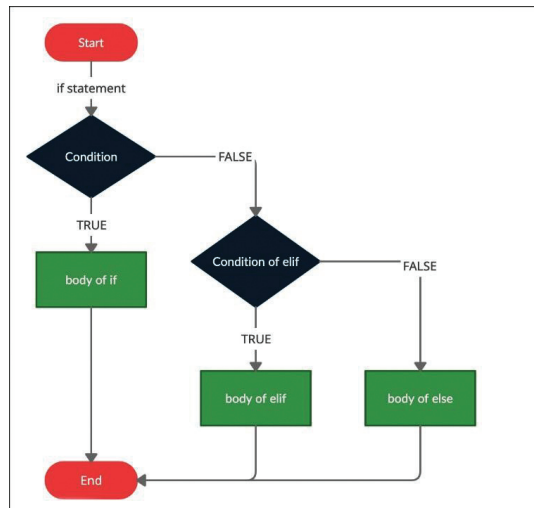 Start
if statement
Condition
FALSE
TRUE
Condition of elif
FALSE
body of if
TRUE
body of elif
body of else
End